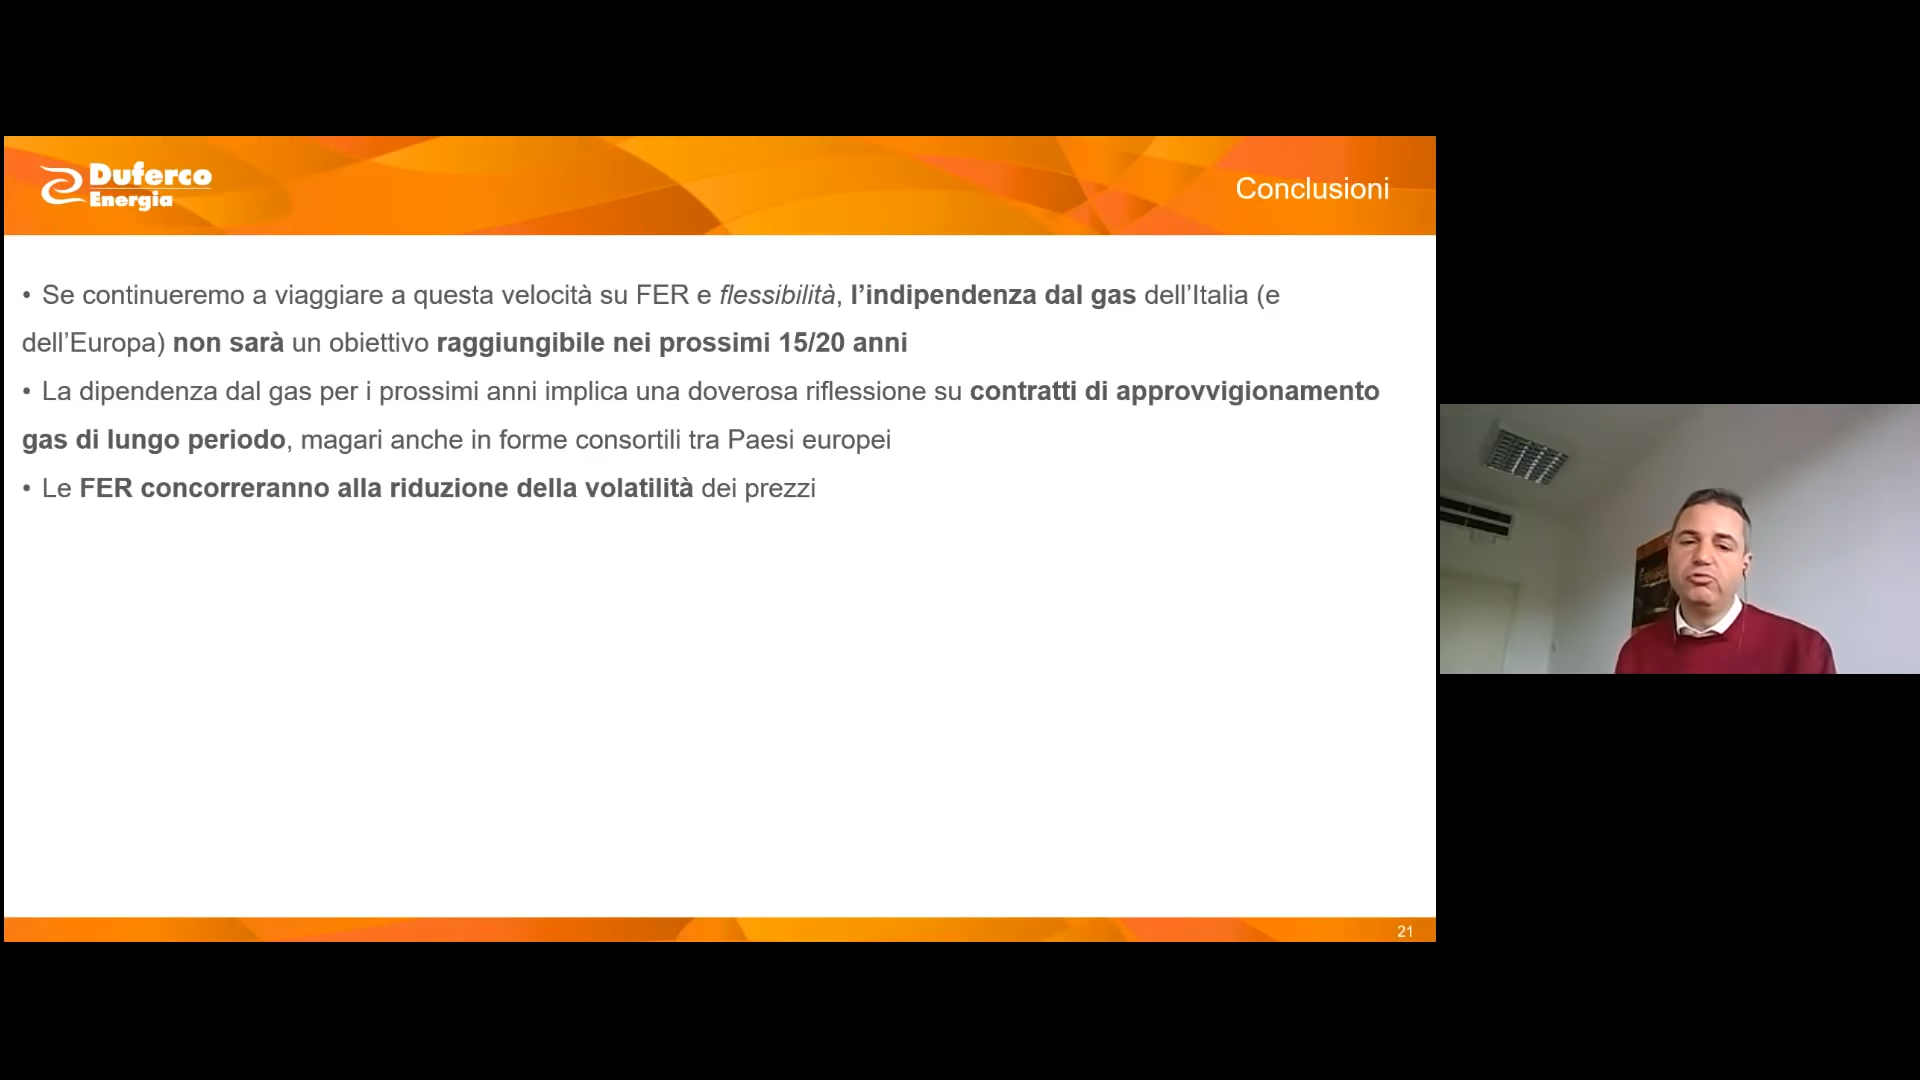 Duferco
Energia
Conclusioni
• Se continueremo a viaggiare a questa velocità su FER e flessibilità, l’indipendenza dal gas dell’Italia (e
dell’Europa) non sarà un obiettivo raggiungibile nei prossimi 15/20 anni
• La dipendenza dal gas per i prossimi anni implica una doverosa riflessione su contratti di approvvigionamento
gas di lungo periodo, magari anche in forme consortili tra Paesi europei
• Le FER concorreranno alla riduzione della volatilità dei prezzi
21